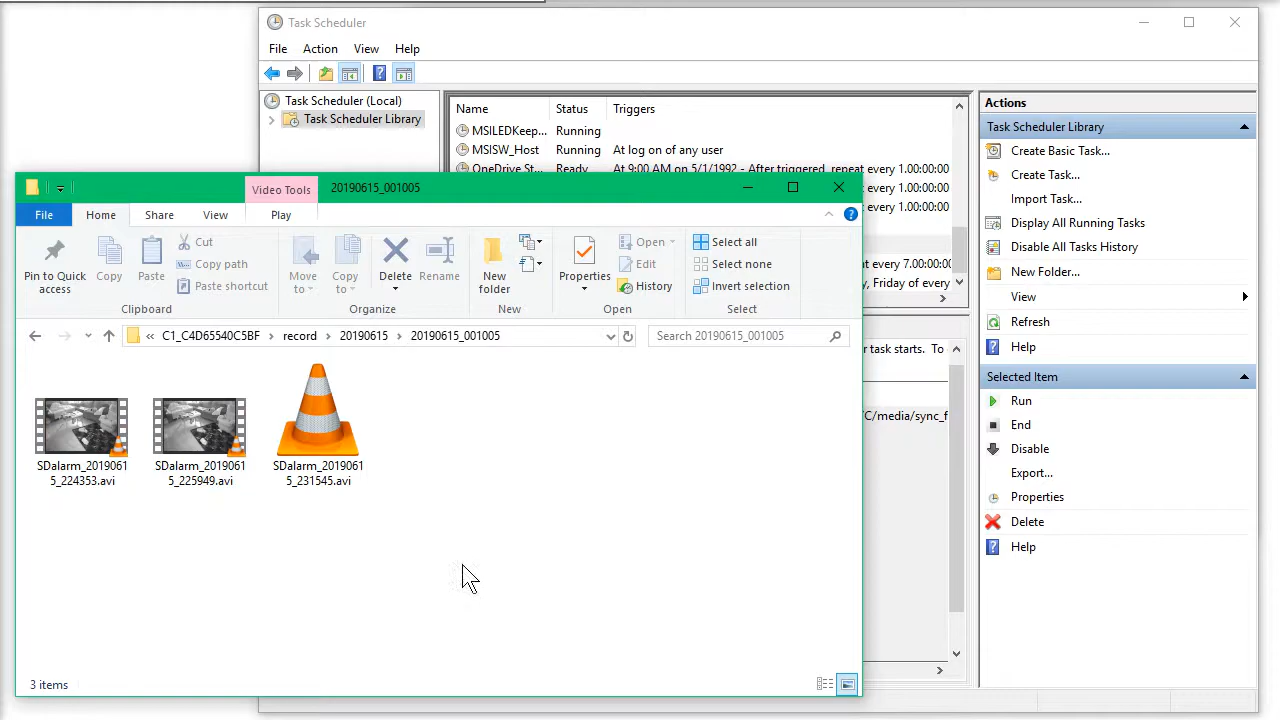 Task Scheduler
File Action View Help
Task Scheduler (Local)
Task Scheduler Library
Name Status Triggers
MSILEDKeep... Running
MSISW_Host Running At log on of any user
OneDrive St... Ready At 9:00 AM on 5/1/1992 - After triggered, repeat every 1.00:00:00
every 1.00:00:00
every 1.00:00:00
at every 7.00:00:00
y, Friday of every
r task starts. To
/C/media/sync_f
Actions
Task Scheduler Library
Create Basic Task...
Create Task...
Import Task...
Display All Running Tasks
Disable All Tasks History
New Folder...
View
Refresh
Help
Selected Item
Run
End
Disable
Export...
Properties
Delete
Help
Video Tools 20190615_001005
File Home Share View Play
Pin to Quick access
Copy
Paste
Cut
Copy path
Paste shortcut
Clipboard
Move to
Copy to
Delete
Rename
Organize
New folder
New
Properties
Open
Edit
History
Open
Select all
Select none
Invert selection
Select
« C1_C4D65540C5BF > record > 20190615 > 20190615_001005
Search 20190615_001005
SDalarm_2019061
5_224353.avi
SDalarm_2019061
5_225949.avi
SDalarm_2019061
5_231545.avi
3 items